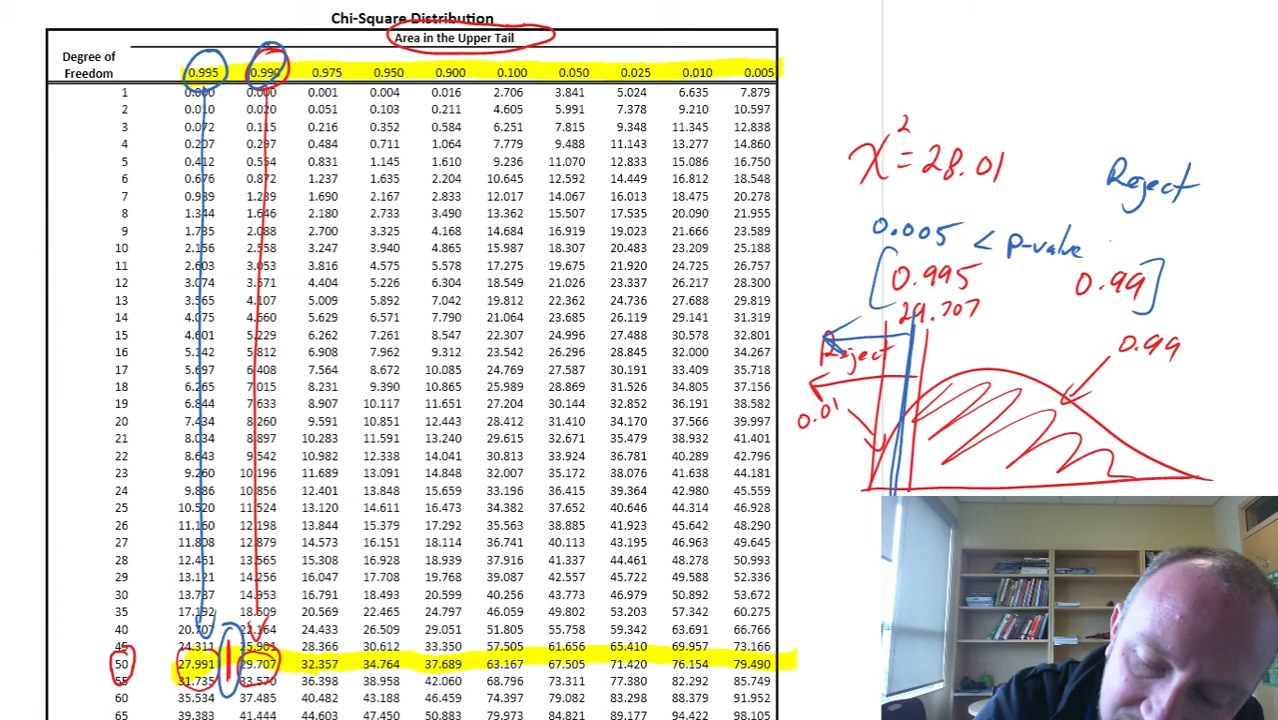 Chi-Square Distribution
Area in the Upper Tail
Degree of Freedom 0.995 0.990 0.975 0.950 0.900 0.100 0.050 0.025 0.010 0.005
1 0.000 0.000 0.001 0.004 0.016 2.706 3.841 5.024 6.635 7.879
2 0.010 0.020 0.051 0.103 0.211 4.605 5.991 7.378 9.210 10.597
3 0.072 0.115 0.216 0.352 0.584 6.251 7.815 9.348 11.345 12.838
4 0.207 0.297 0.484 0.711 1.064 7.779 9.488 11.143 13.277 14.860
5 0.412 0.554 0.831 1.145 1.610 9.236 11.070 12.833 15.086 16.750
6 0.676 0.872 1.237 1.635 2.204 10.645 12.592 14.449 16.812 18.548
7 0.989 1.239 1.690 2.167 2.833 12.017 14.067 16.013 18.475 20.278
8 1.344 1.646 2.180 2.733 3.490 13.362 15.507 17.535 20.090 21.955
9 1.735 2.088 2.700 3.325 4.168 14.684 16.919 19.023 21.666 23.589
10 2.156 2.558 3.247 3.940 4.865 15.987 18.307 20.483 23.209 25.188
11 2.603 3.053 3.816 4.575 5.578 17.275 19.675 21.920 24.725 26.757
12 3.074 3.571 4.404 5.226 6.304 18.549 21.026 23.337 26.217 28.300
13 3.565 4.107 5.009 5.892 7.042 19.812 22.362 24.736 27.688 29.819
14 4.075 4.660 5.629 6.571 7.790 21.064 23.685 26.119 29.141 31.319
15 4.601 5.229 6.262 7.261 8.547 22.307 24.996 27.488 30.578 32.801
16 5.142 5.812 6.908 7.962 9.312 23.542 26.296 28.845 32.000 34.267
17 5.697 6.408 7.564 8.672 10.085 24.769 27.587 30.191 33.409 35.718
18 6.265 7.015 8.231 9.390 10.865 25.989 28.869 31.526 34.805 37.156
19 6.844 7.633 8.907 10.117 11.651 27.204 30.144 32.852 36.191 38.582
20 7.434 8.260 9.591 10.851 12.443 28.412 31.410 34.170 37.566 39.997
21 8.034 8.897 10.283 11.591 13.240 29.615 32.671 35.479 38.932 41.401
22 8.643 9.542 10.982 12.338 14.041 30.813 33.924 36.781 40.289 42.796
23 9.260 10.196 11.689 13.091 14.848 32.007 35.172 38.076 41.638 44.181
24 9.886 10.856 12.401 13.848 15.659 33.196 36.415 39.364 42.980 45.559
25 10.520 11.524 13.120 14.611 16.473 34.382 37.652 40.646 44.314 46.928
26 11.160 12.198 13.844 15.379 17.292 35.563 38.885 41.923 45.642 48.290
27 11.808 12.879 14.573 16.151 18.114 36.741 40.113 43.195 46.963 49.645
28 12.461 13.565 15.308 16.928 18.939 37.916 41.337 44.461 48.278 50.993
29 13.121 14.256 16.047 17.708 19.768 39.087 42.557 45.722 49.588 52.336
30 13.787 14.953 16.791 18.493 20.599 40.256 43.773 46.979 50.892 53.672
35 17.192 18.509 20.569 22.465 24.797 46.059 49.802 53.203 57.342 60.275
40 20.707 22.164 24.433 26.509 29.051 51.805 55.758 59.342 63.691 66.766
45 24.311 25.901 28.366 30.612 33.350 57.505 61.656 65.410 69.957 73.166
50 27.991 29.707 32.357 34.764 37.689 63.167 67.505 71.420 76.154 79.490
55 31.735 33.570 36.398 38.958 42.060 68.796 73.311 77.380 82.292 85.749
60 35.534 37.485 40.482 43.188 46.459 74.397 79.082 83.298 88.379 91.952
65 39.383 41.444 44.603 47.450 50.883 79.973 84.821 89.177 94.422 98.105
χ² = 28.01
Reject
0.005 < p-value
[0.995 0.99]
29.707
Reject
0.99
0.01